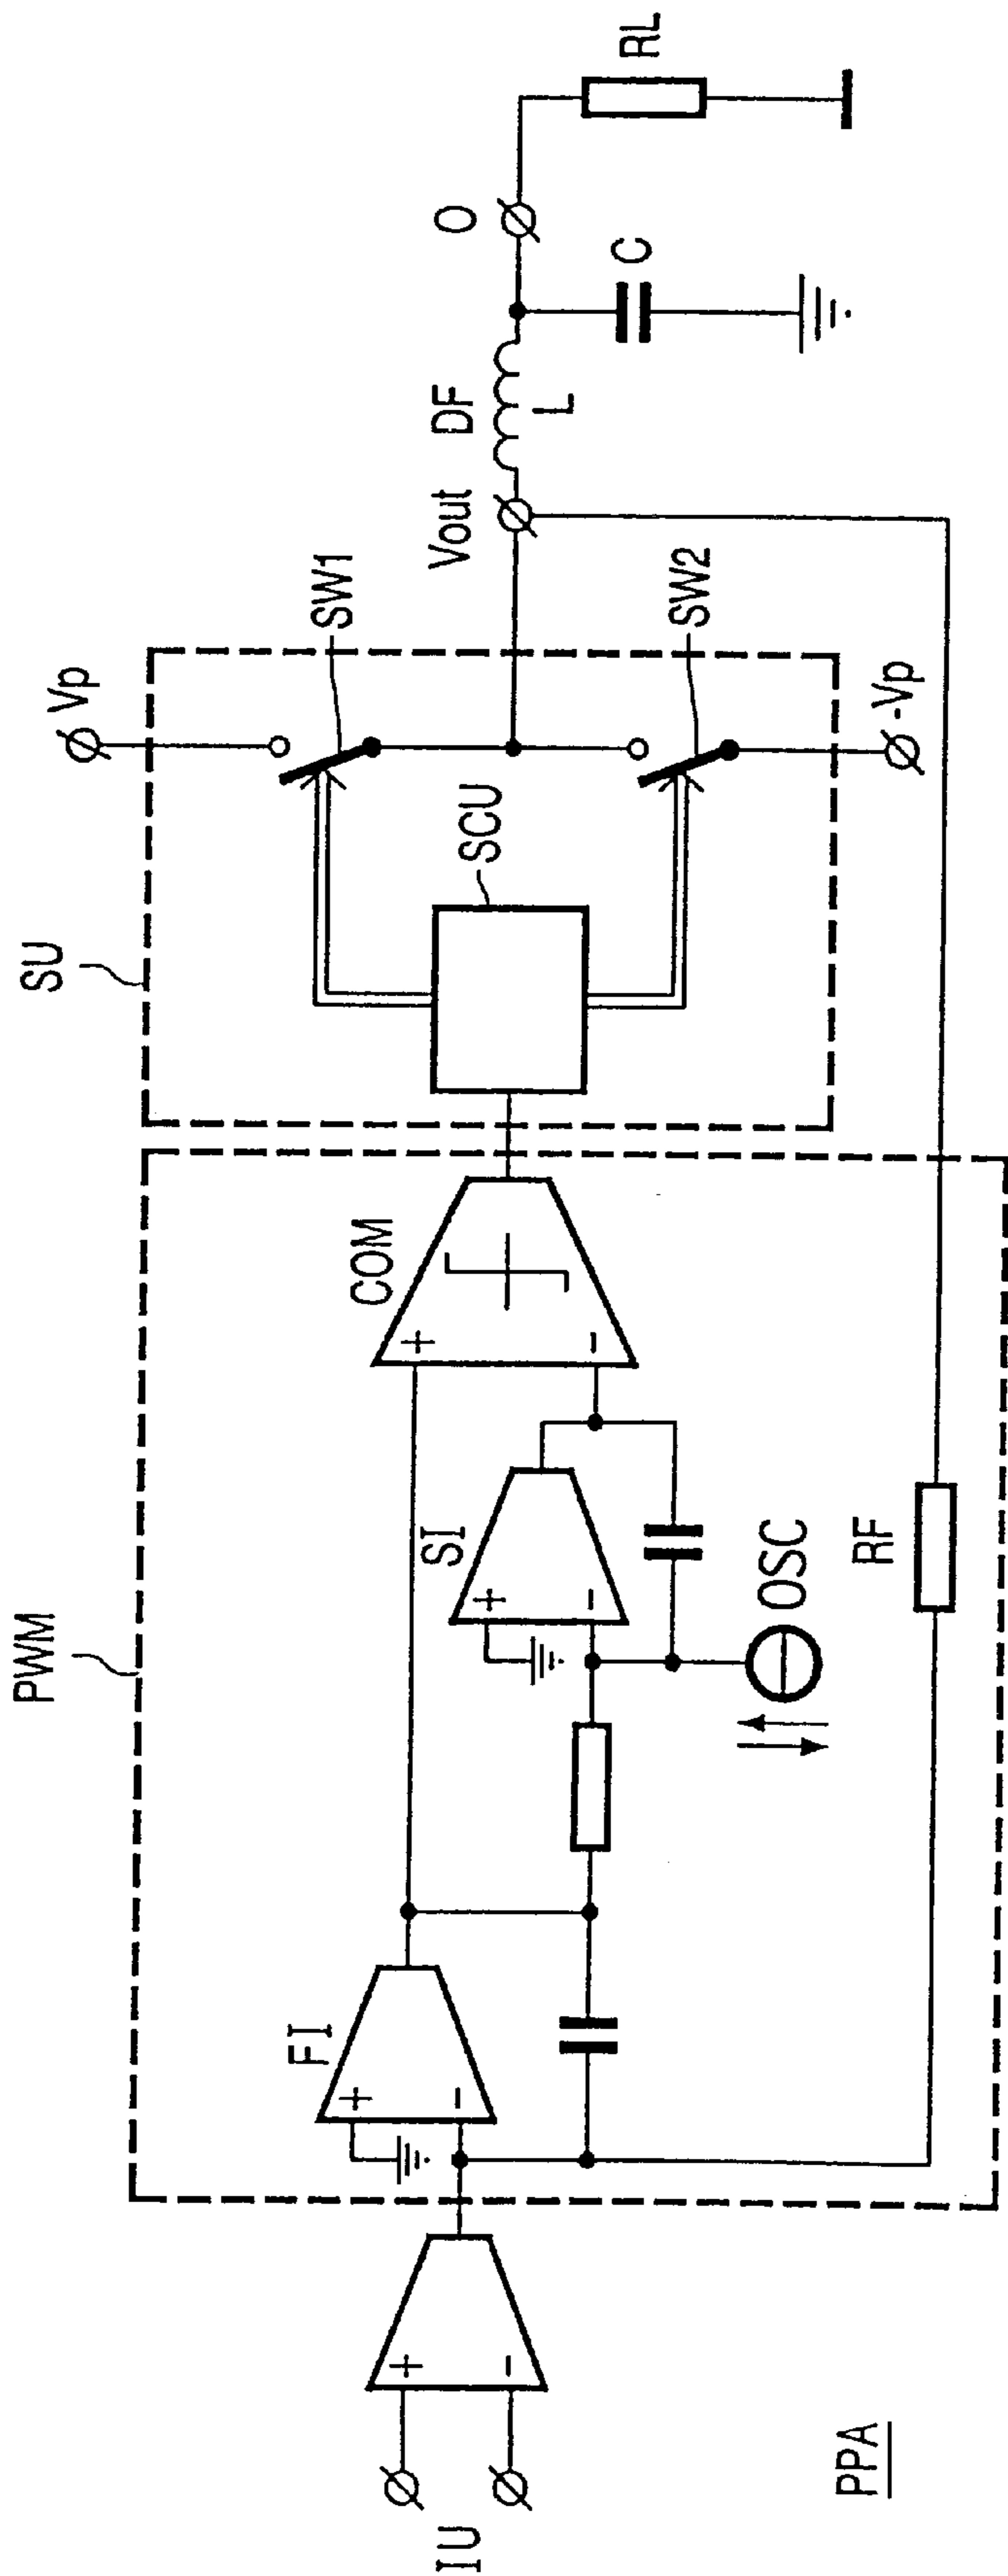 PWM
SU
Vp
SW1
COM
SCU
Vout
DF
O
FI
SI
L
C
RL
IU
+
-
+
-
+
-
+
-
OSC
SW2
-Vp
RF
PPA